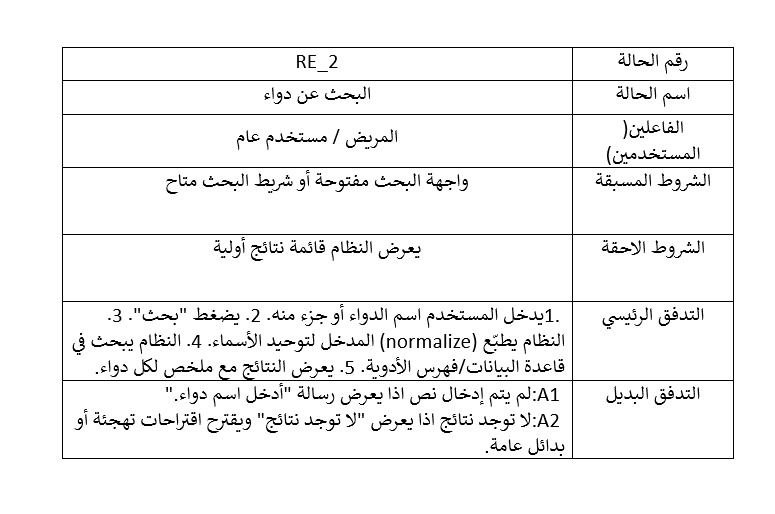 رقم الحالة RE_2
اسم الحالة البحث عن دواء
الفاعلين(
المستخدمين) المريض / مستخدم عام
الشروط المسبقة واجهة البحث مفتوحة أو شريط البحث متاح
الشروط الاحقة يعرض النظام قائمة نتائج أولية
التدفق الرئيسي .1يدخل المستخدم اسم الدواء أو جزء منه. 2. يضغط "بحث". 3.
النظام يطبّع (normalize) المدخل لتوحيد الأسماء. 4. النظام يبحث في
قاعدة البيانات/فهرس الأدوية. 5. يعرض النتائج مع ملخص لكل دواء.
التدفق البديل A1:لم يتم إدخال نص اذا يعرض رسالة "أدخل اسم دواء."
A2:لا توجد نتائج اذا يعرض "لا توجد نتائج" ويقترح اقتراحات تهجئة أو
بدائل عامة.